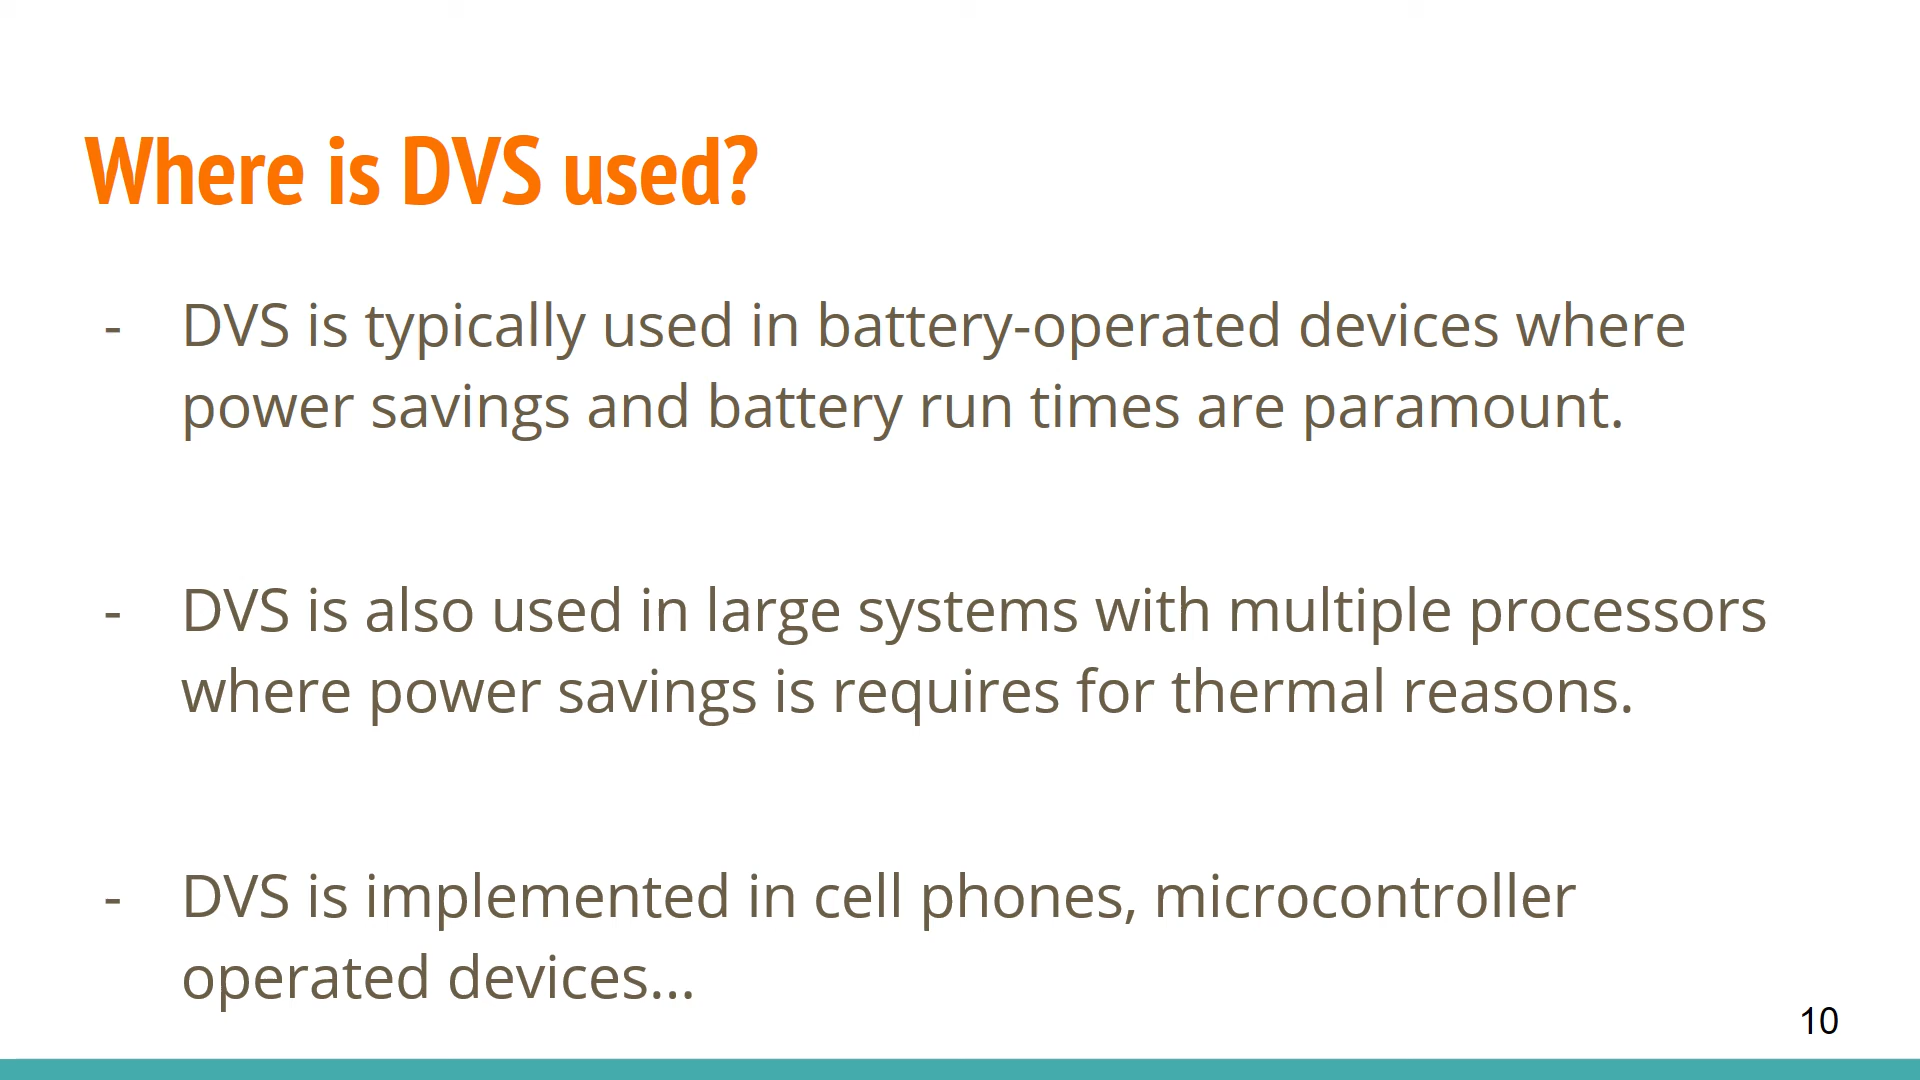 Where is DVS used?
- DVS is typically used in battery-operated devices where
power savings and battery run times are paramount.
- DVS is also used in large systems with multiple processors
where power savings is requires for thermal reasons.
- DVS is implemented in cell phones, microcontroller
operated devices...
10